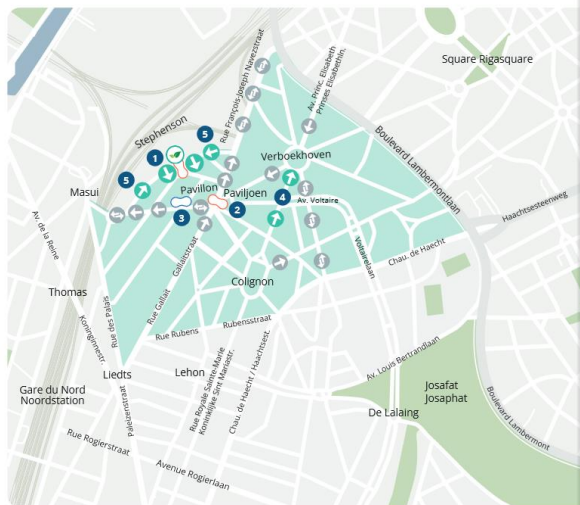 Square Rigasquare
Av. Princ. Elisabeth
Prinses Elisabethln.
Rue François-Joseph Navezstraat
Boulevard Lambermontlaan
Stephenson
5
1
Verboekhoven
5
Masui
Pavillon
Paviljoen
4
Av. Voltaire
3
2
Haachtsesteenweg
Av. de la Reine
Gallaitstraat
Voltairelaan
Chau. de Haecht
Colignon
Thomas
Rue Gallait
Rue des Palais
Koninginnestr.
Rubensstraat
Rue Rubens
Liedts
Lehon
Rue Royale Sainte-Marie
Koninklijke Sint Mariastr.
Chau. de Haecht / Haachtsest.
Av. Louis Bertrandlaan
Gare du Nord
Noordstation
Paleizenstraat
Josafat
Josaphat
De Lalaing
Boulevard Lambermont
Rue Rogierstraat
Avenue Rogierlaan